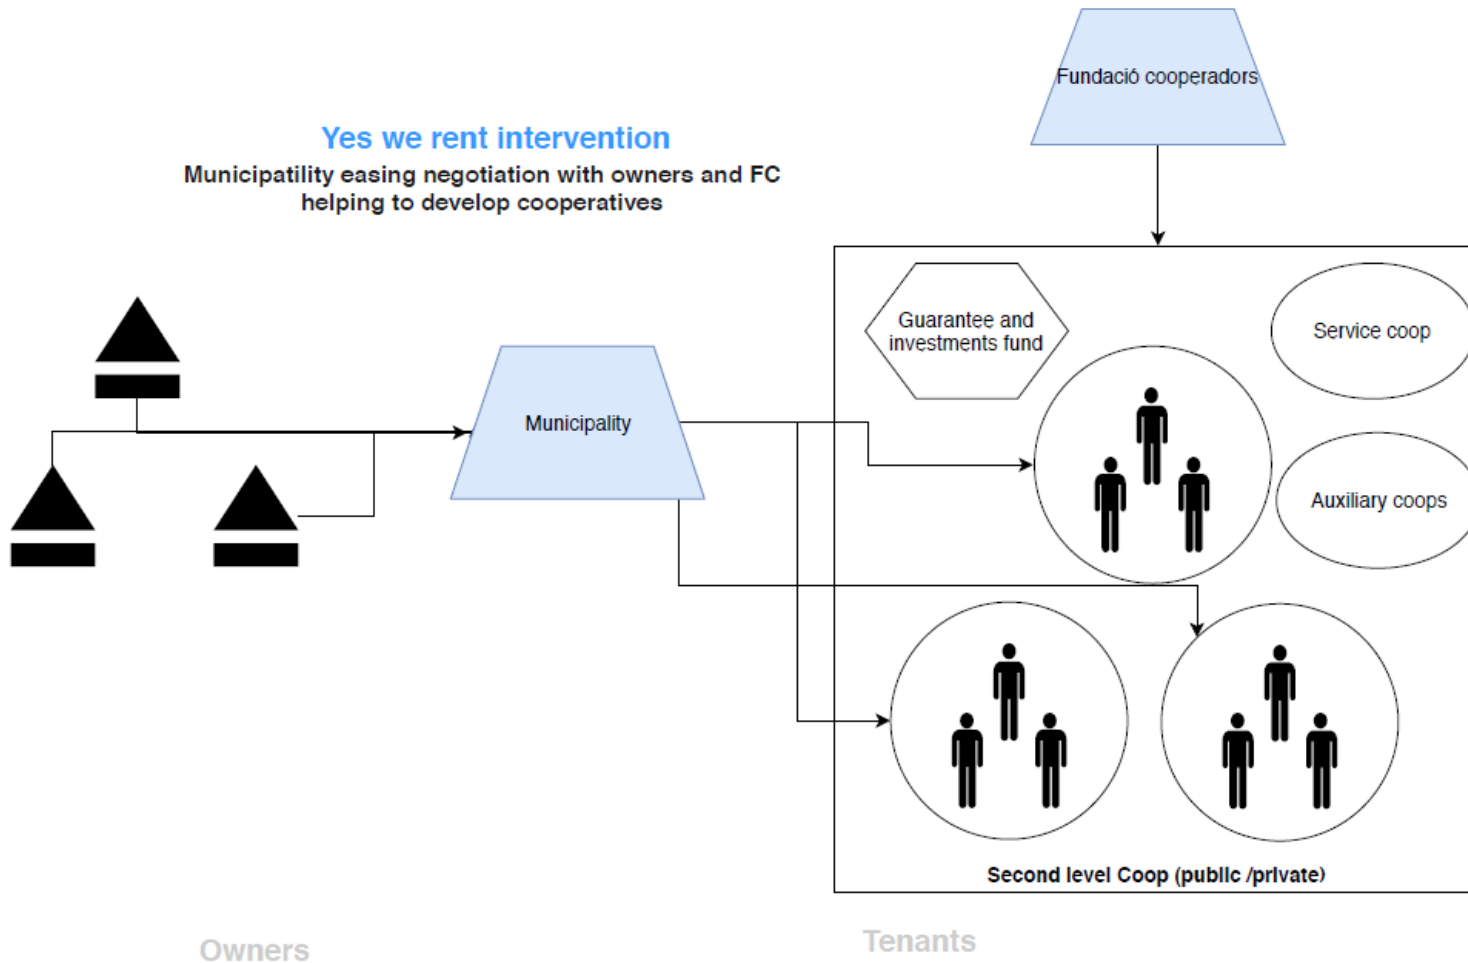 Fundació cooperadors
Yes we rent intervention
Municipatility easing negotiation with owners and FC
helping to develop cooperatives
Guarantee and
investments fund
Service coop
Municipality
Auxiliary coops
Second level Coop (public /private)
Owners
Tenants